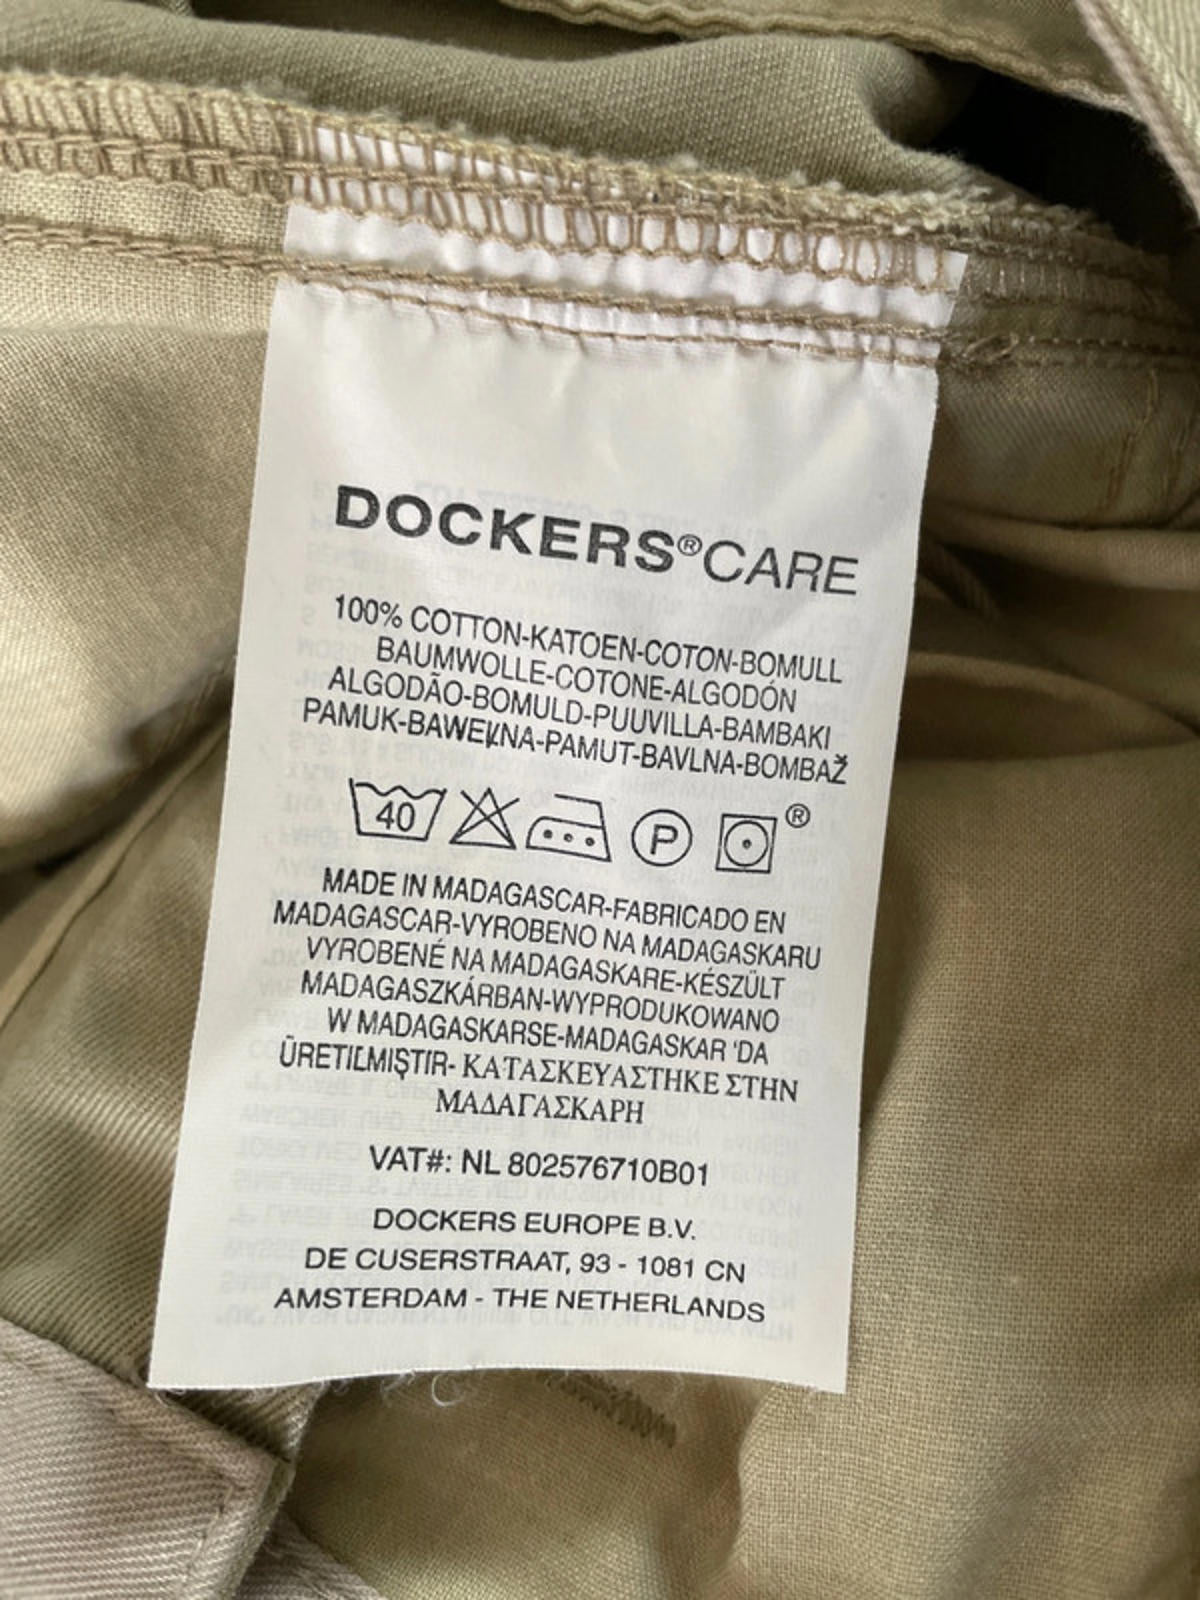 DOCKERS®CARE
100% COTTON-KATOEN-COTON-BOMULL
BAUMWOLLE-COTONE-ALGODÓN
ALGODÃO-BOMULD-PUUVILLA-BAMBAKI
PAMUK-BAWEŁNA-PAMUT-BAVLNA-BOMBAŽ
40 P ®
MADE IN MADAGASCAR-FABRICADO EN
MADAGASCAR-VYROBENO NA MADAGASKARU
VYROBENÉ NA MADAGASKARE-KÉSZÜLT
MADAGASZKÁRBAN-WYPRODUKOWANO
W MADAGASKARSE-MADAGASKAR 'DA
ÜRETILMIŞTIR- ΚΑΤΑΣΚΕΥΑΣΤΗΚΕ ΣΤΗΝ
ΜΑΔΑΓΑΣΚΑΡΗ
VAT#: NL 802576710B01
DOCKERS EUROPE B.V.
DE CUSERSTRAAT, 93 - 1081 CN
AMSTERDAM - THE NETHERLANDS